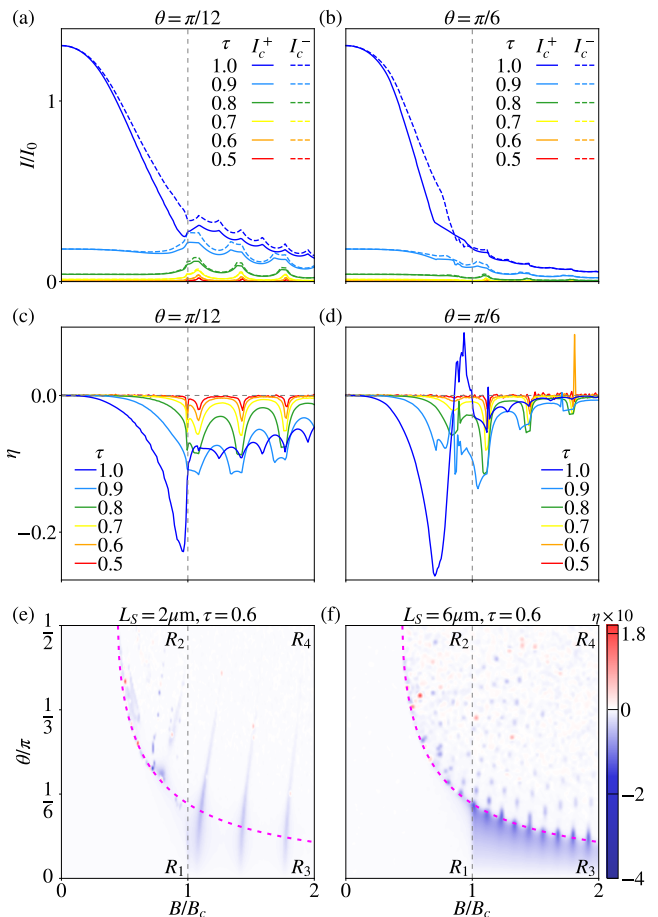 (a) θ = π/12
τ I_c^+ I_c^-
1.0
0.9
0.8
0.7
0.6
0.5
I/I_0
1
0
(b) θ = π/6
τ I_c^+ I_c^-
1.0
0.9
0.8
0.7
0.6
0.5
(c) θ = π/12
η
0.0
−0.2
τ
1.0
0.9
0.8
0.7
0.6
0.5
(d) θ = π/6
τ
1.0
0.9
0.8
0.7
0.6
0.5
(e) L_S = 2μm, τ = 0.6
θ/π
1/2
1/3
1/6
0
R_2 R_4
R_1 R_3
0 1 2
B/B_c
(f) L_S = 6μm, τ = 0.6
R_2 R_4
R_1 R_3
0 1 2
B/B_c
η×10
1.8
0
−2
−4